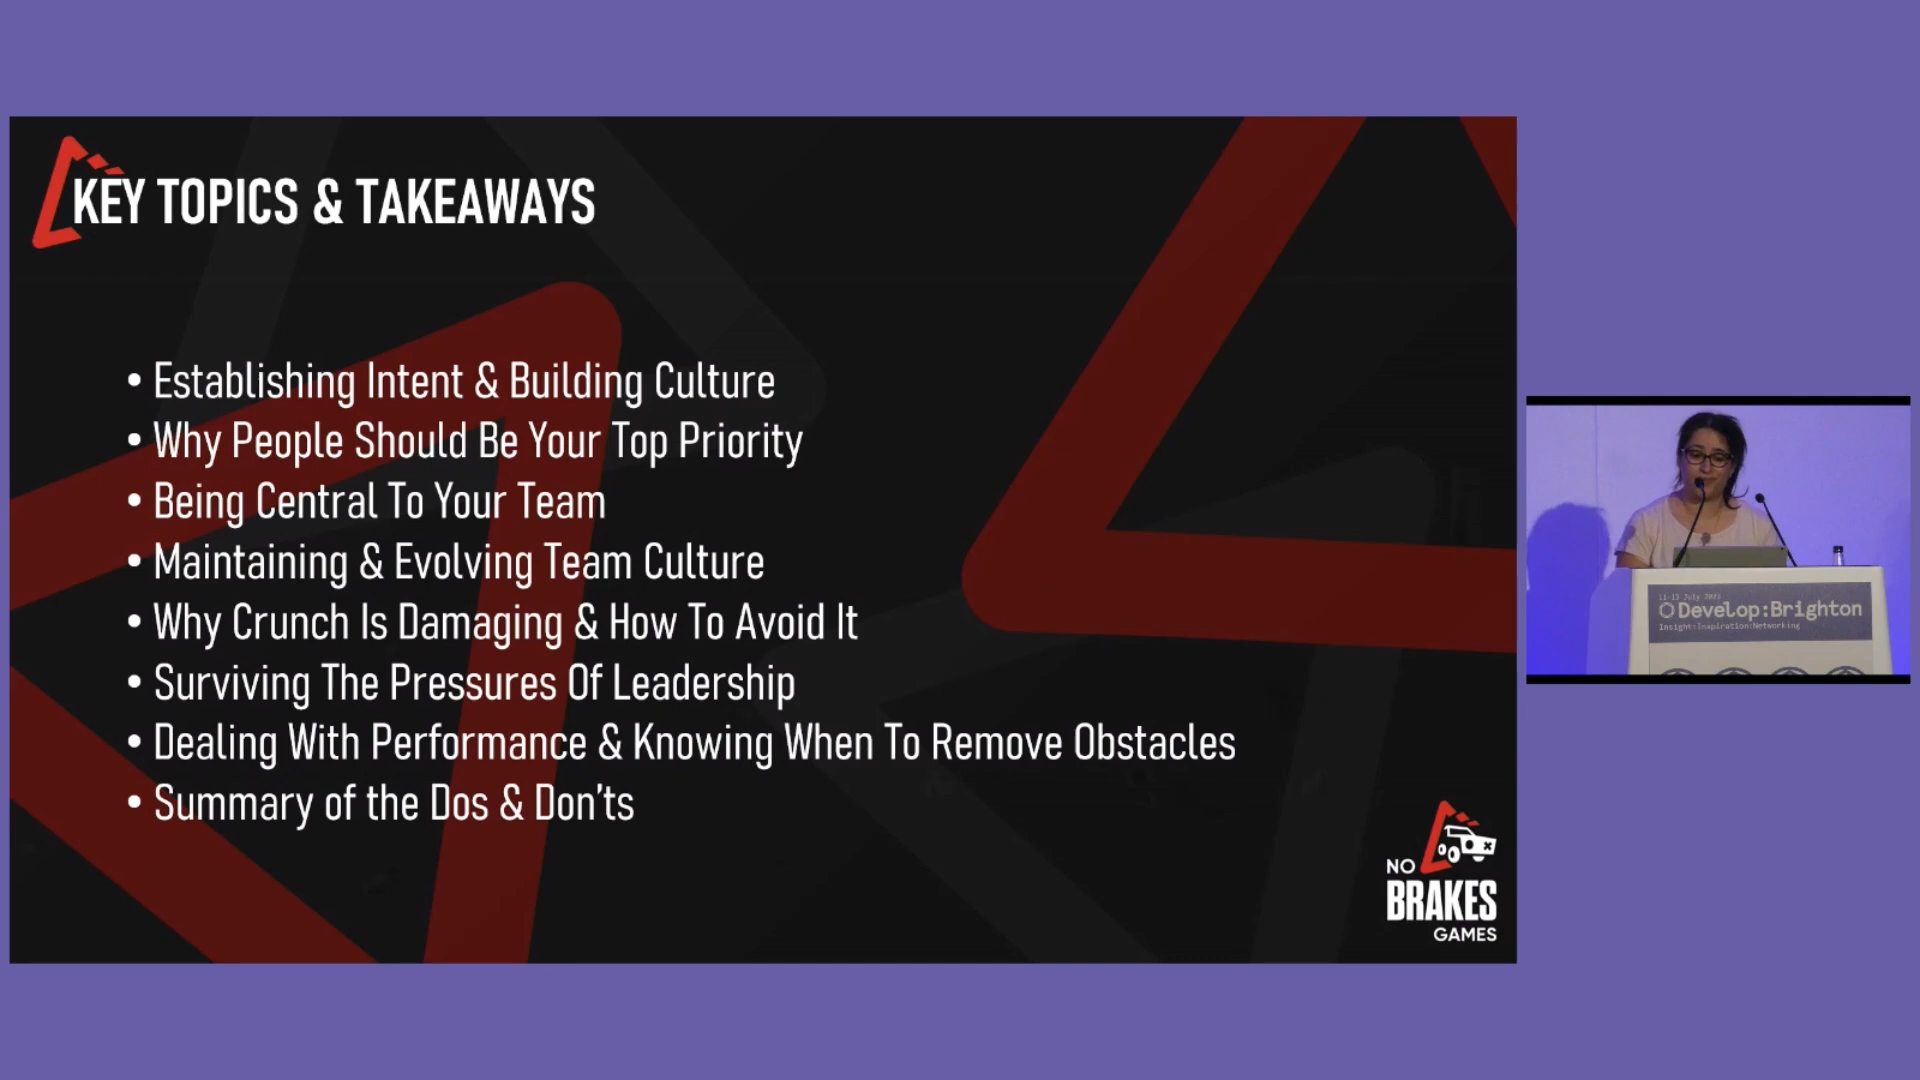 KEY TOPICS & TAKEAWAYS
• Establishing Intent & Building Culture
• Why People Should Be Your Top Priority
• Being Central To Your Team
• Maintaining & Evolving Team Culture
• Why Crunch Is Damaging & How To Avoid It
• Surviving The Pressures Of Leadership
• Dealing With Performance & Knowing When To Remove Obstacles
• Summary of the Dos & Don'ts
NO
BRAKES
GAMES
Develop:Brighton
Insight:Inspiration:Networking